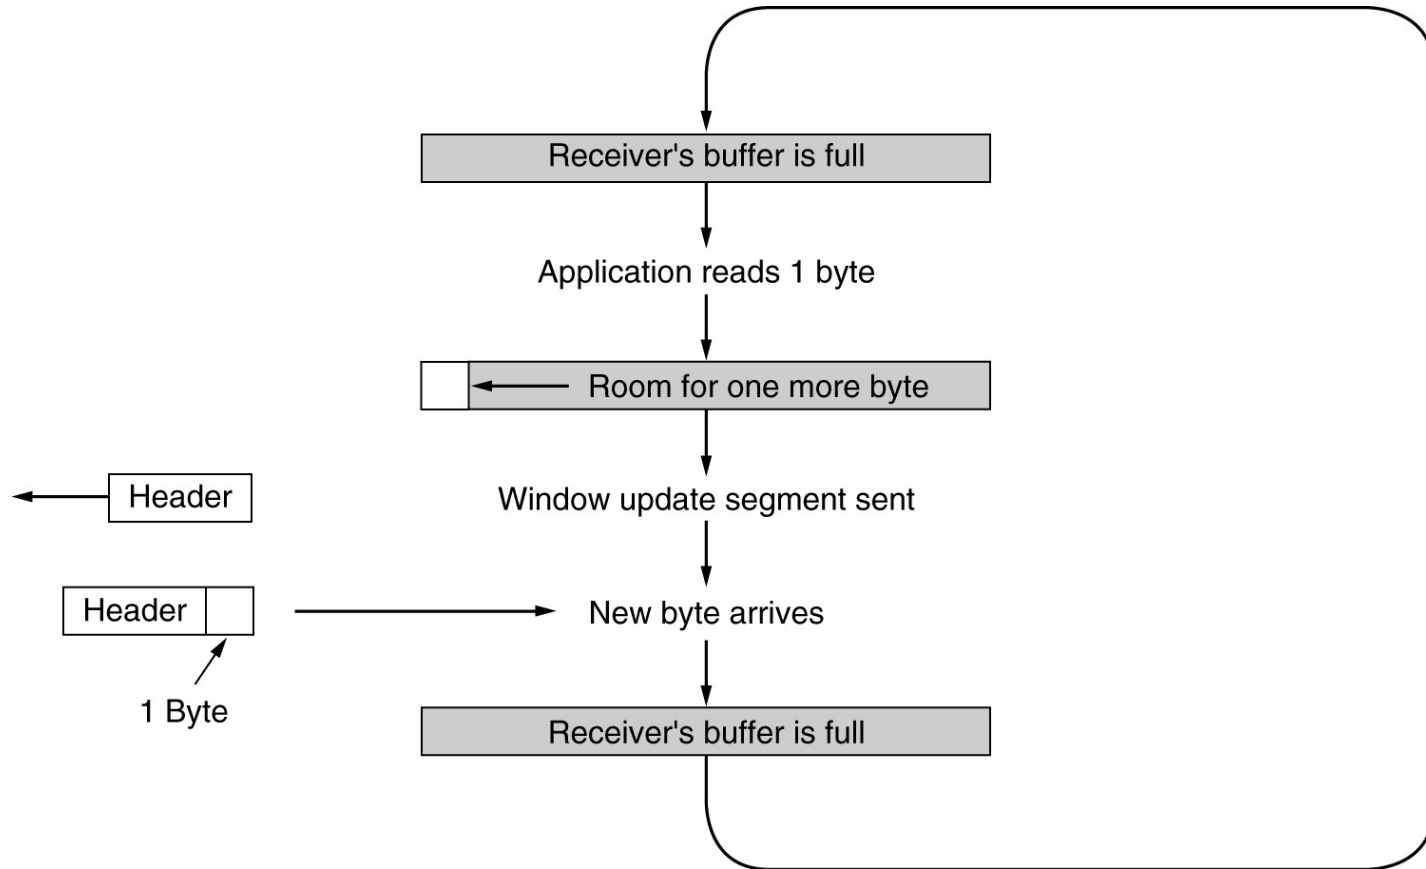 Receiver's buffer is full
Application reads 1 byte
Room for one more byte
Header
Window update segment sent
Header
New byte arrives
1 Byte
Receiver's buffer is full